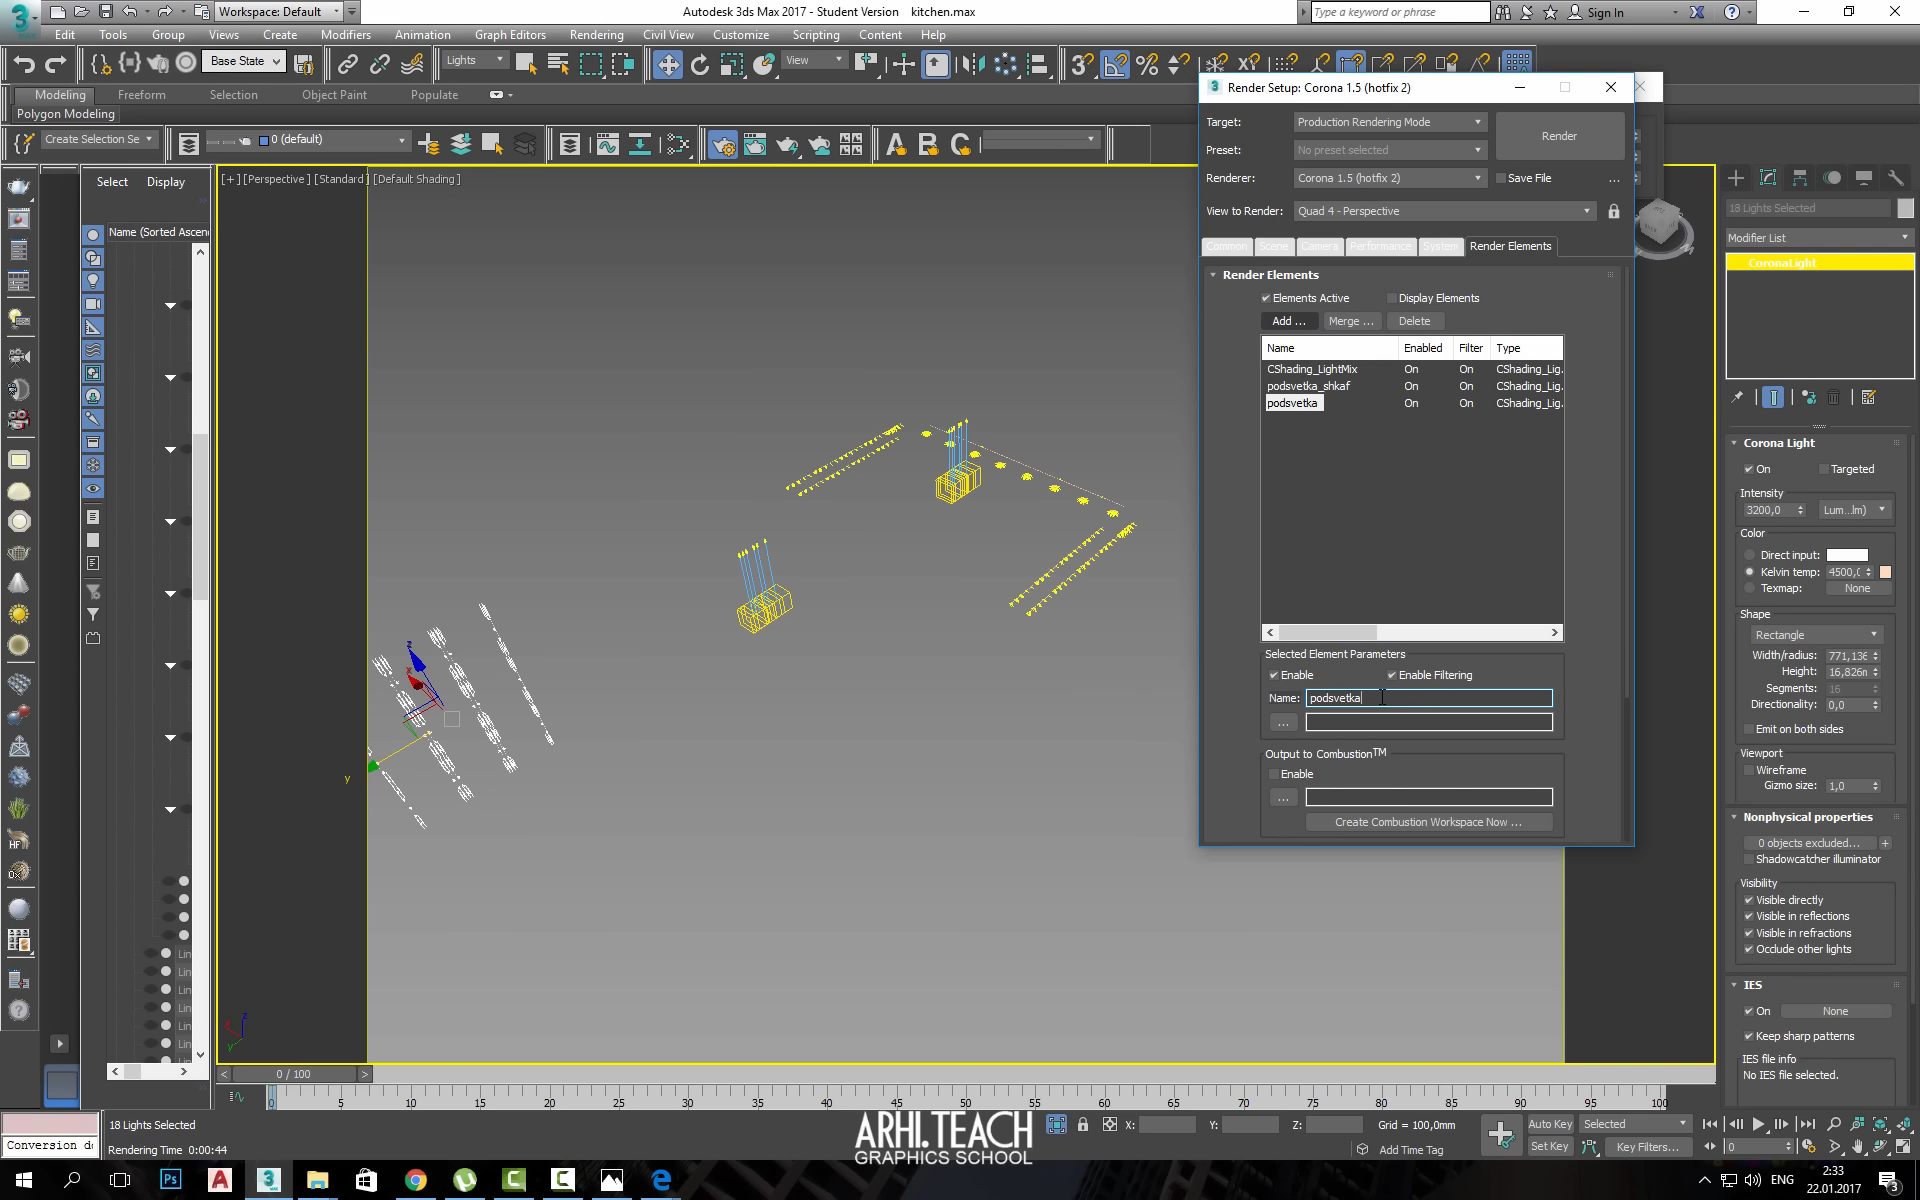 Workspace: Default
Autodesk 3ds Max 2017 - Student Version kitchen.max
Type a keyword or phrase
Sign In
Edit Tools Group Views Create Modifiers Animation Graph Editors Rendering Civil View Customize Scripting Content Help
Base State
Lights
View
Modeling Freeform Selection Object Paint Populate
Polygon Modeling
Create Selection Se
0 (default)
Select Display
Name (Sorted Ascen
[+] [Perspective] [Standard] [Default Shading]
Render Setup: Corona 1.5 (hotfix 2)
Target: Production Rendering Mode
Render
Preset: No preset selected
Renderer: Corona 1.5 (hotfix 2)
Save File ...
View to Render: Quad 4 - Perspective
Common Scene Camera Performance System Render Elements
Render Elements
Elements Active Display Elements
Add ... Merge ... Delete
Name Enabled Filter Type
CShading_LightMix On On CShading_Lig.
podsvetka_shkaf On On CShading_Lig.
podsvetka On On CShading_Lig.
Selected Element Parameters
Enable Enable Filtering
Name: podsvetka
...
Output to Combustion™
Enable
...
Create Combustion Workspace Now ...
18 Lights Selected
Modifier List
CoronaLight
Corona Light
On Targeted
Intensity
3200,0 Lum...lm)
Color
Direct input:
Kelvin temp: 4500,(
Texmap: None
Shape
Rectangle
Width/radius: 771,136
Height: 16,826n
Segments: 16
Directionality: 0,0
Emit on both sides
Viewport
Wireframe
Gizmo size: 1,0
Nonphysical properties
0 objects excluded... +
Shadowcatcher illuminator
Visibility
Visible directly
Visible in reflections
Visible in refractions
Occlude other lights
IES
On None
Keep sharp patterns
IES file info
No IES file selected.
Lin
Lin
Lin
Lin
Lin
Lin
z
x
y
0 / 100
0 5 10 15 20 25 30 35 40 45 50 55 60 65 70 75 80 85 90 95 100
18 Lights Selected
X: Y: Z: Grid = 100,0mm
Auto Key Selected
Conversion d
Rendering Time 0:00:44
Add Time Tag
Set Key Key Filters... 0
ARHI.TEACH
GRAPHICS SCHOOL
ENG
2:33
22.01.2017
3